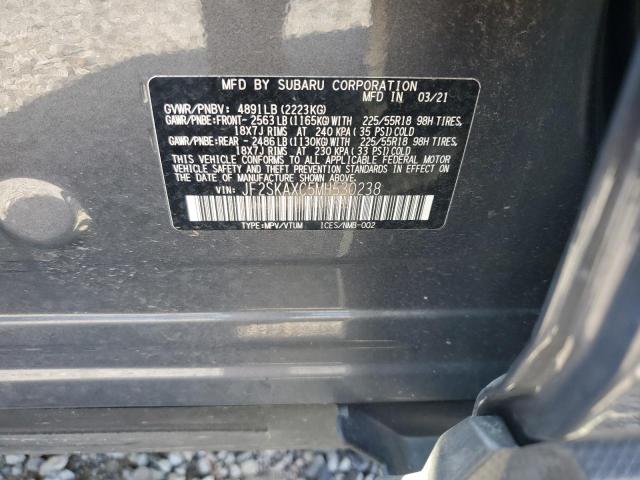 MFD BY SUBARU CORPORATION
MFD IN 03/21
GVWR/PNBV: 4891LB (2223KG)
GAWR/PNBE:FRONT- 2563LB (1165KG)WITH 225/55R18 98H TIRES,
18X7J RIMS AT 240 KPA (35 PSI)COLD
GAWR/PNBE:REAR - 2486LB (1130KG)WITH 225/55R18 98H TIRES,
18X7J RIMS AT 230 KPA (33 PSI)COLD
THIS VEHICLE CONFORMS TO ALL APPLICABLE FEDERAL MOTOR
VEHICLE SAFETY AND THEFT PREVENTION STANDARDS IN EFFECT
ON THE DATE OF MANUFACTURE SHOWN ABOVE.
VIN: JF2SKAXC5MH530238
TYPE:MPV/VTUM ICES/NMB-002